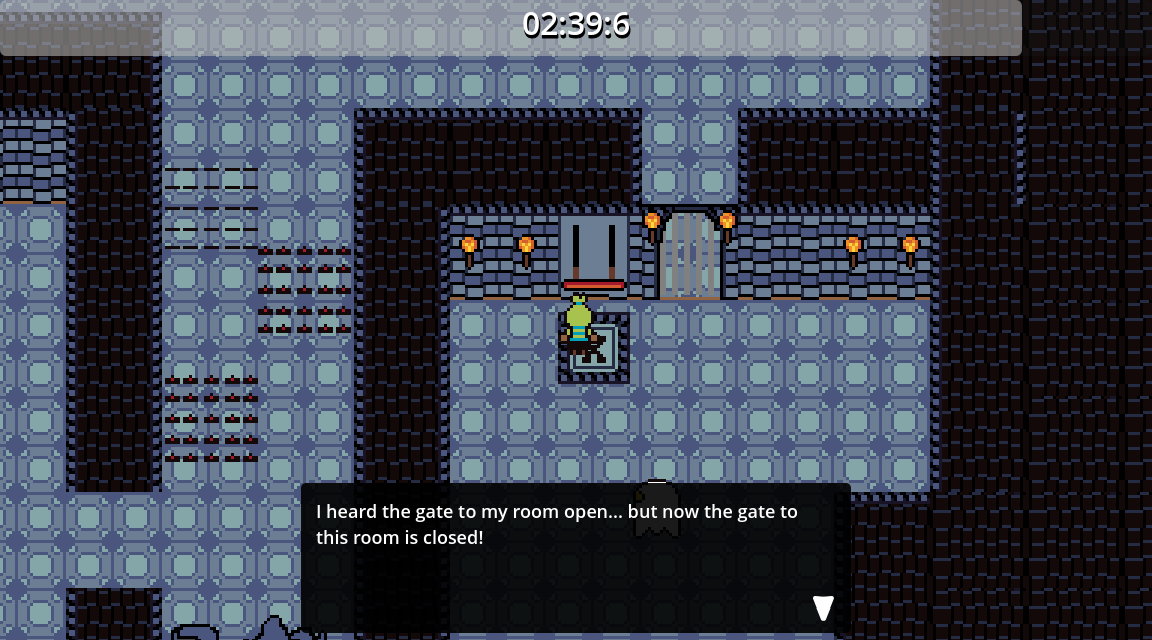 02:39:6
I heard the gate to my room open... but now the gate to
this room is closed!